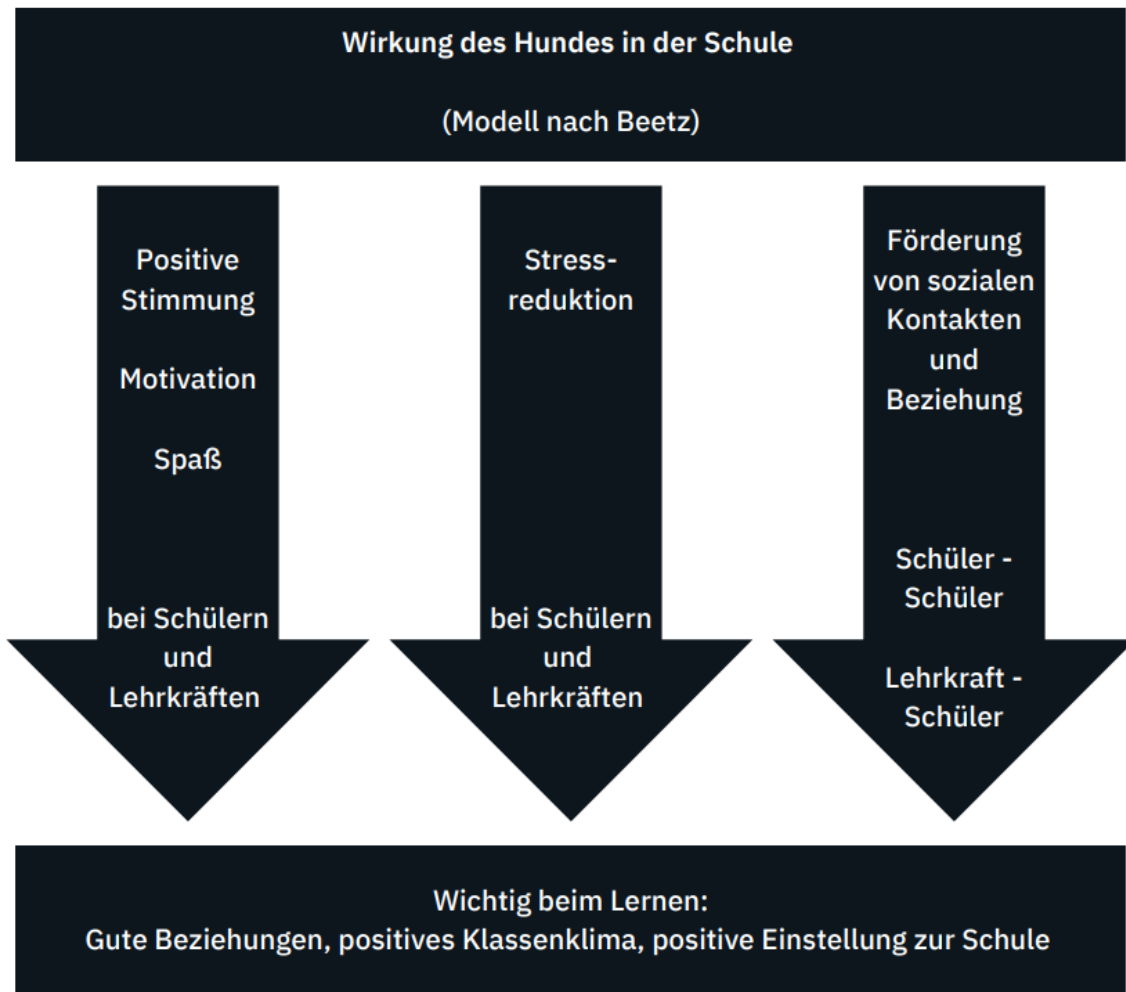 Wirkung des Hundes in der Schule
(Modell nach Beetz)
Positive
Stimmung
Motivation
Spaß
bei Schülern
und
Lehrkräften
Stress-
reduktion
bei Schülern
und
Lehrkräften
Förderung
von sozialen
Kontakten
und
Beziehung
Schüler -
Schüler
Lehrkraft -
Schüler
Wichtig beim Lernen:
Gute Beziehungen, positives Klassenklima, positive Einstellung zur Schule